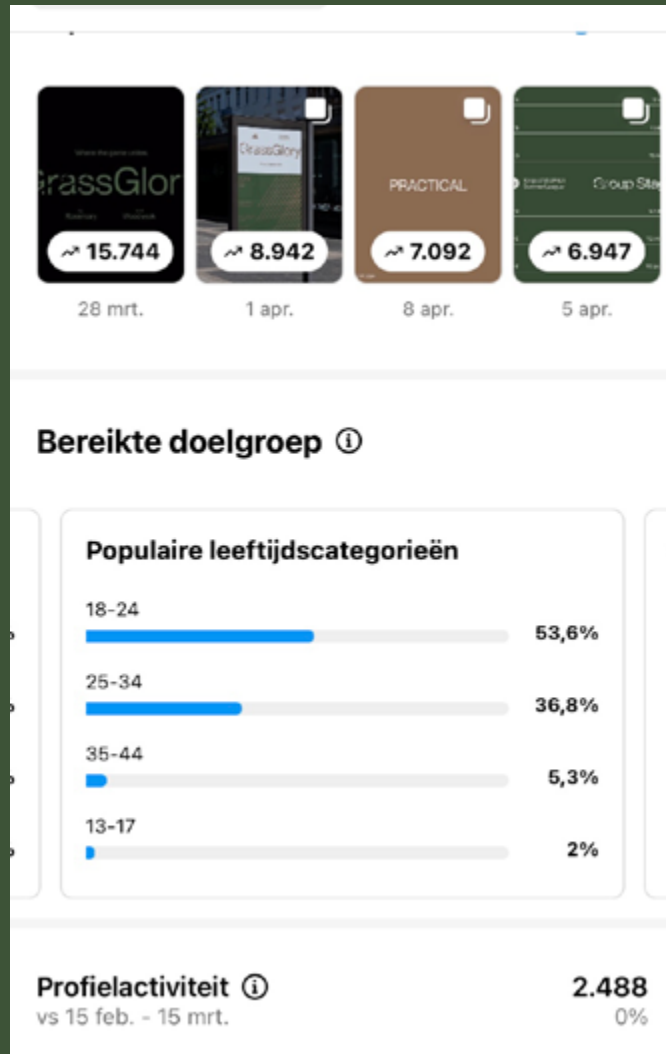 GrassGlor
PRACTICAL
Group Sta
15.744
8.942
7.092
6.947
28 mrt.
1 apr.
8 apr.
5 apr.
Bereikte doelgroep
Populaire leeftijdscategorieën
18-24
53,6%
25-34
36,8%
35-44
5,3%
13-17
2%
Profielactiviteit
2.488
vs 15 feb. - 15 mrt.
0%